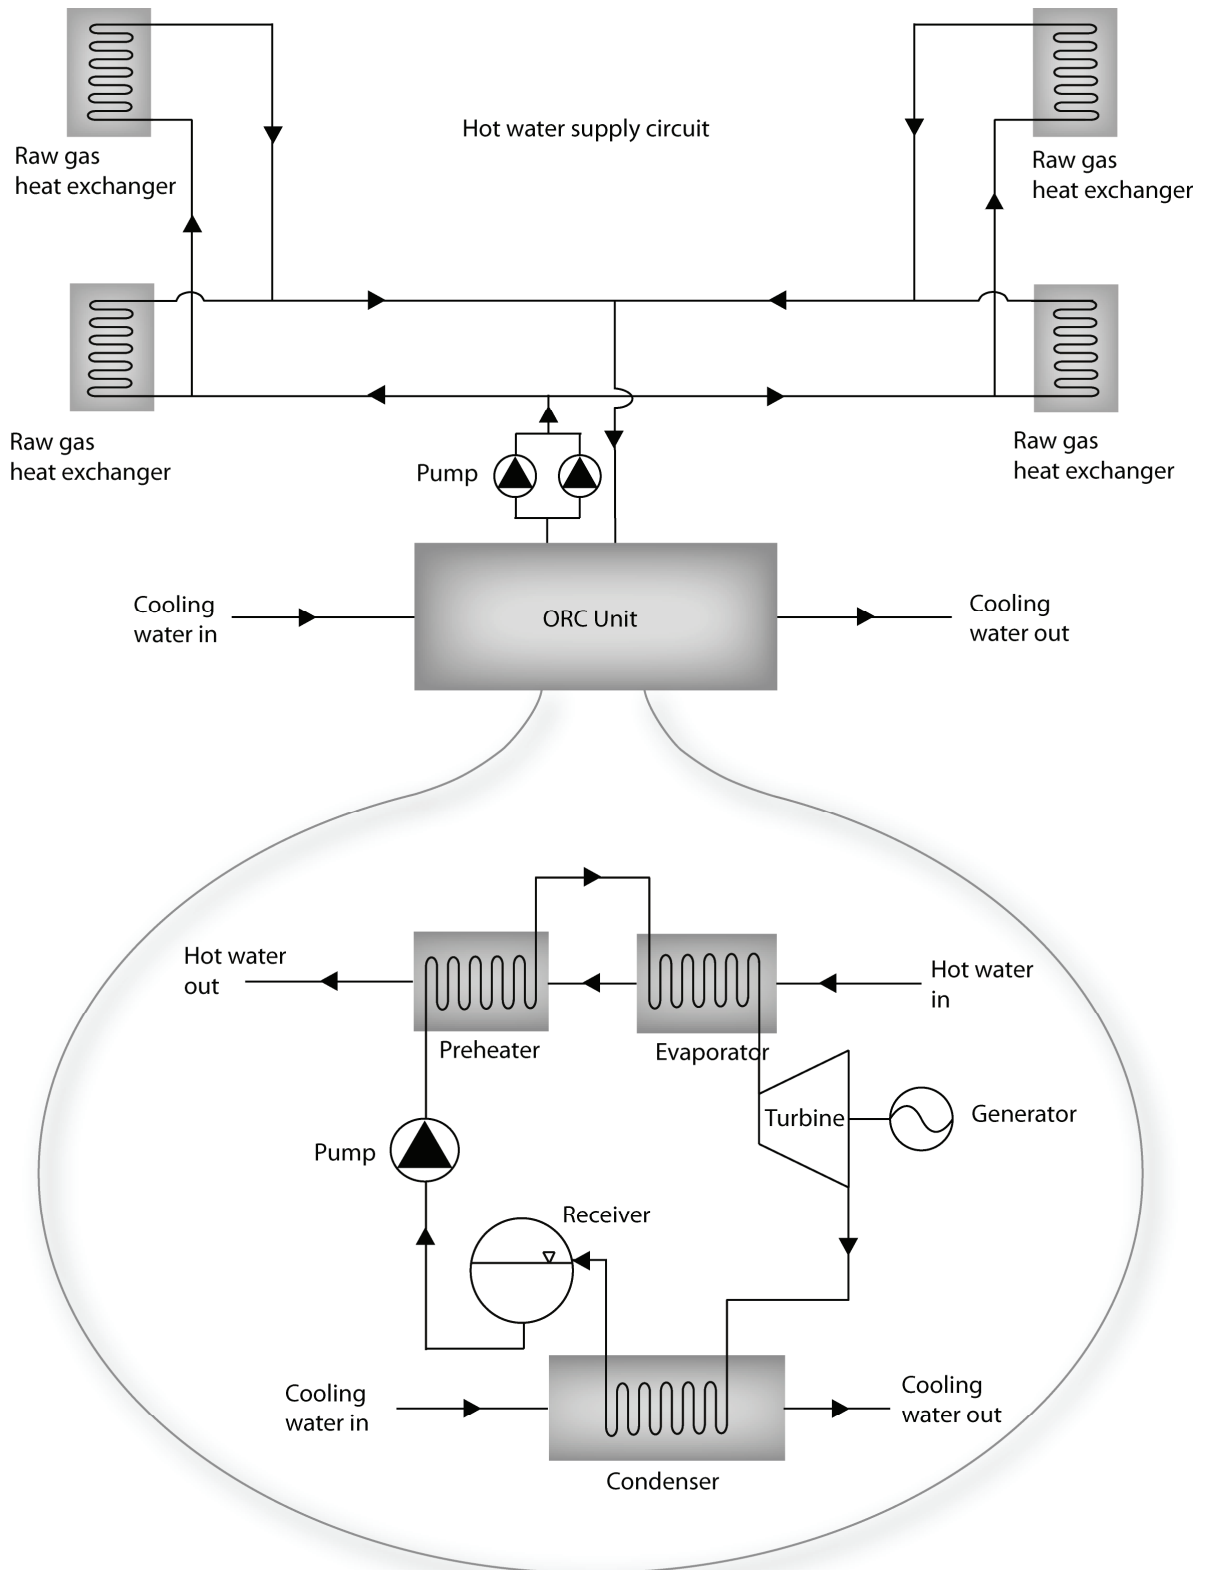 Hot water supply circuit
Raw gas
heat exchanger
Raw gas
heat exchanger
Raw gas
heat exchanger
Raw gas
heat exchanger
Pump
Cooling
water in
ORC Unit
Cooling
water out
Hot water
out
Hot water
in
Preheater
Evaporator
Turbine
Generator
Pump
Receiver
Cooling
water in
Cooling
water out
Condenser